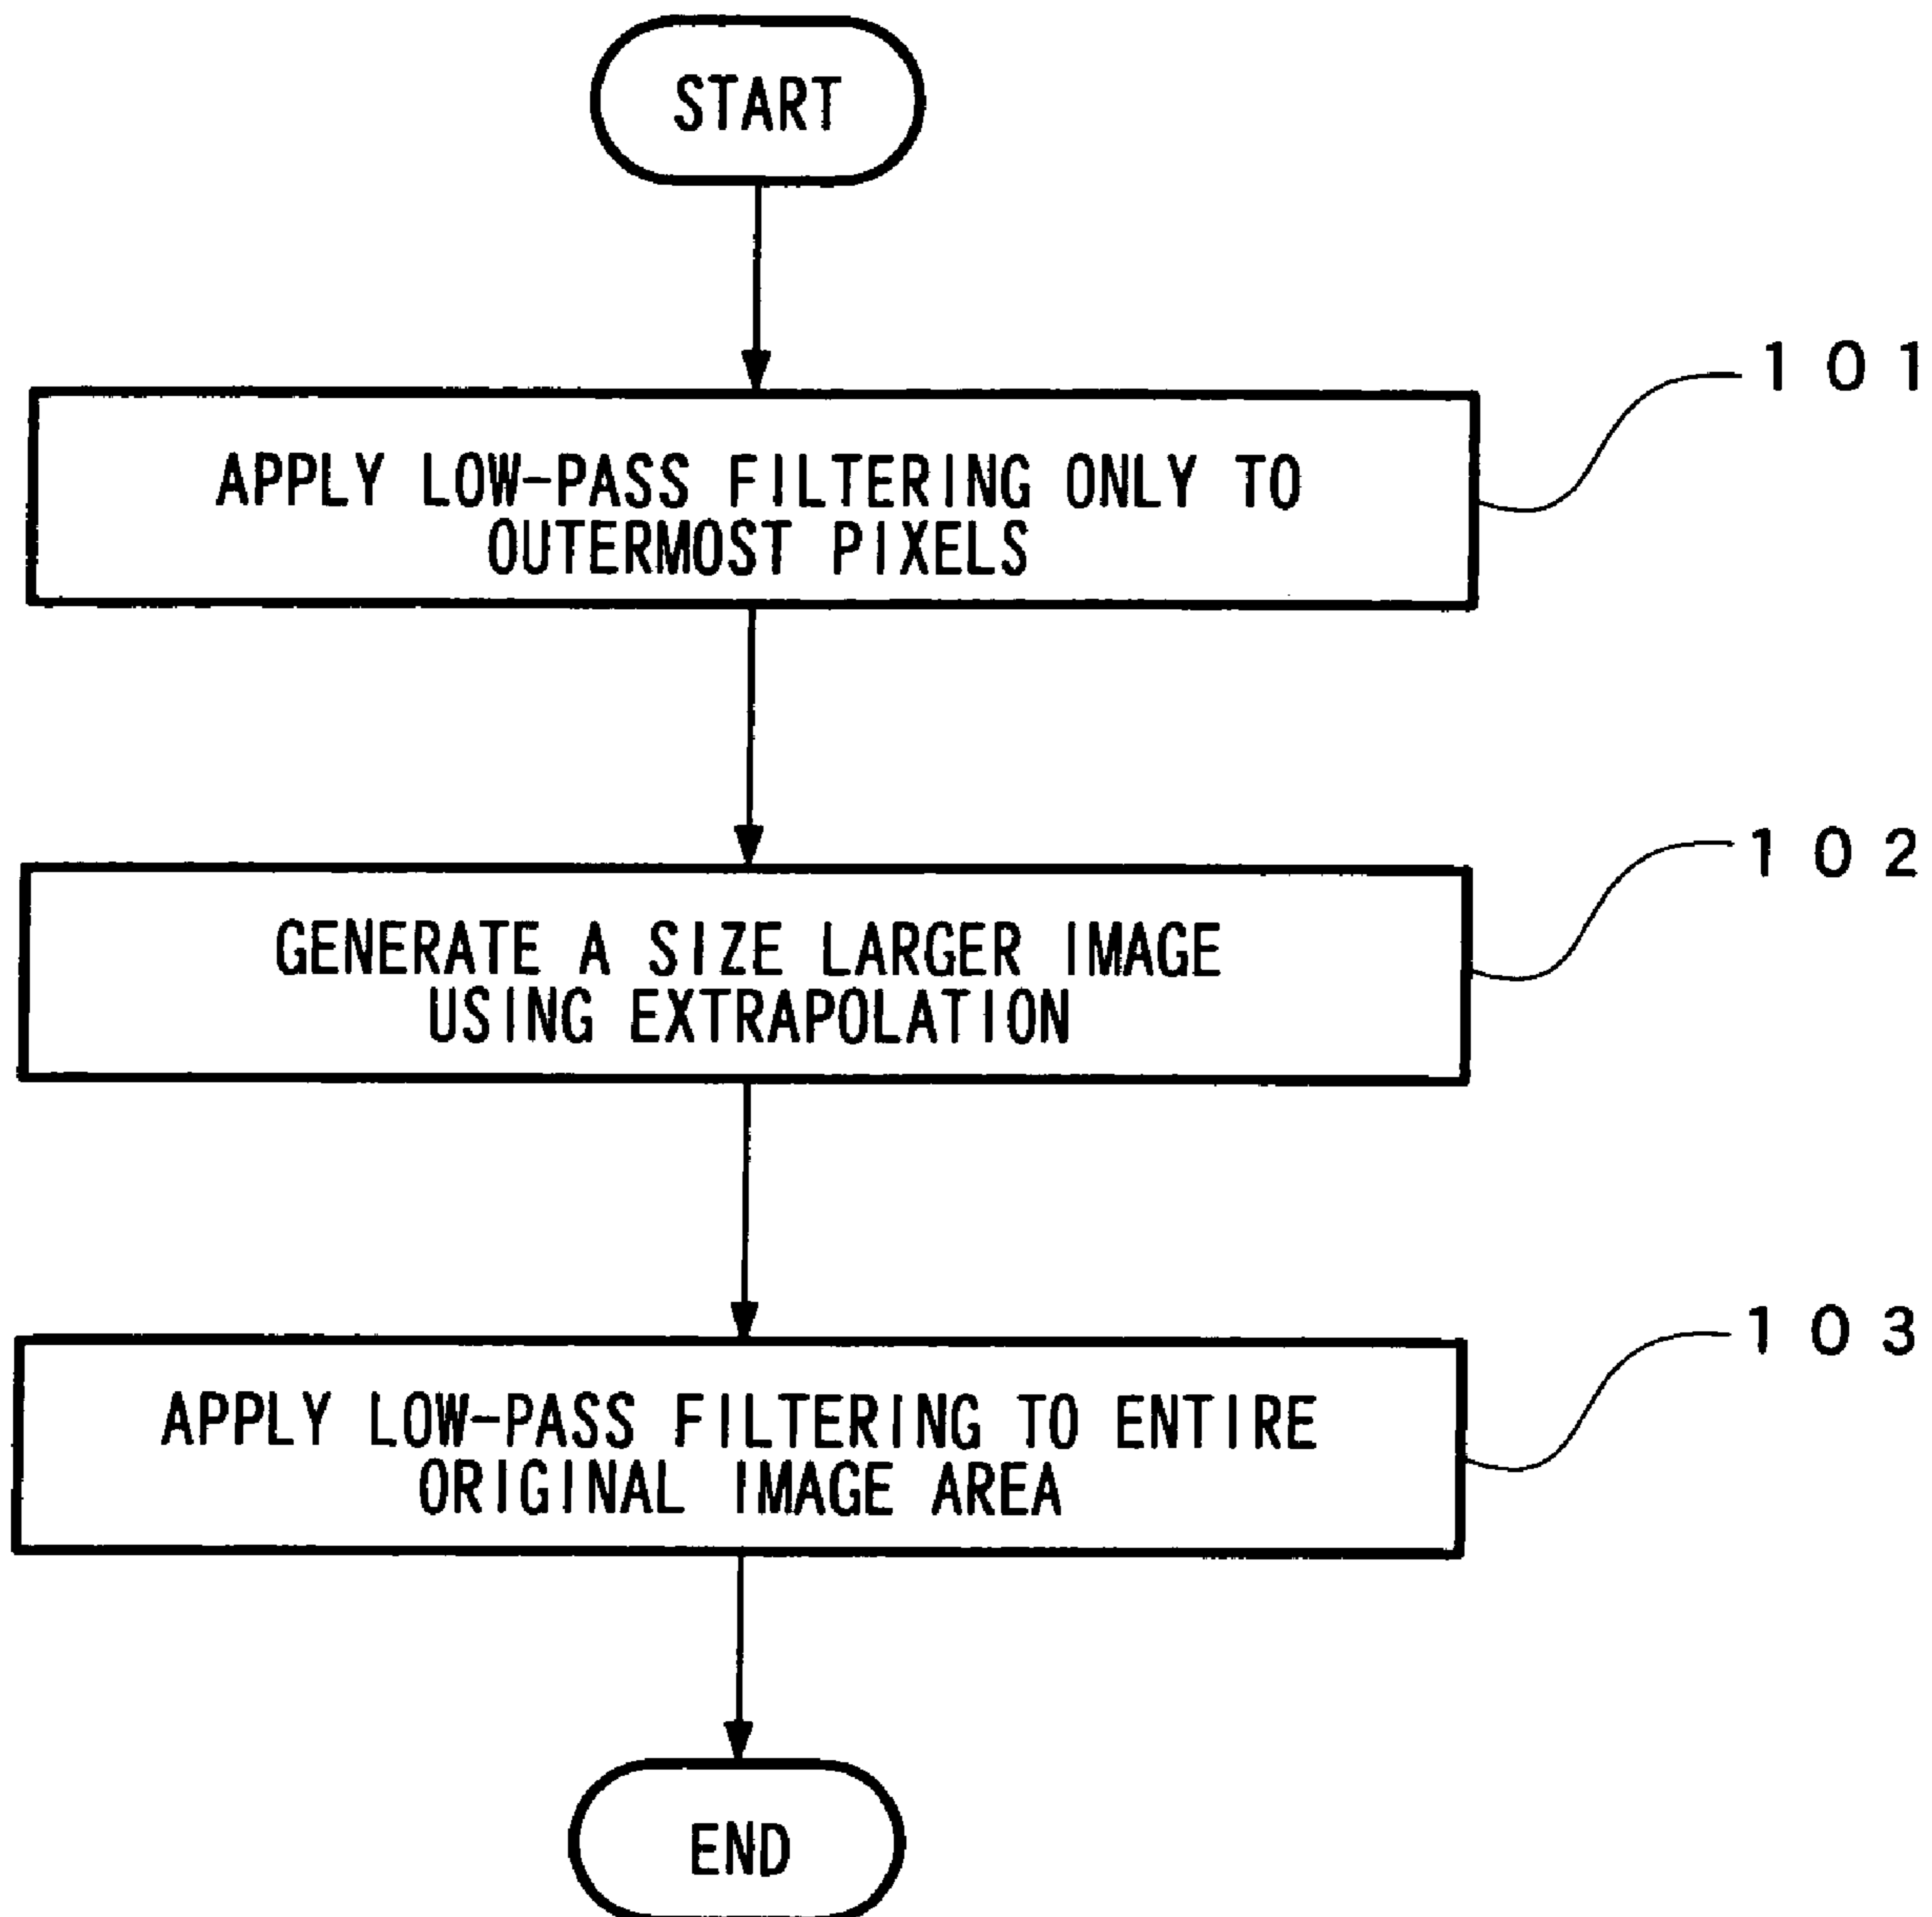 START
101
APPLY LOW-PASS FILTERING ONLY TO
OUTERMOST PIXELS
102
GENERATE A SIZE LARGER IMAGE
USING EXTRAPOLATION
103
APPLY LOW-PASS FILTERING TO ENTIRE
ORIGINAL IMAGE AREA
END